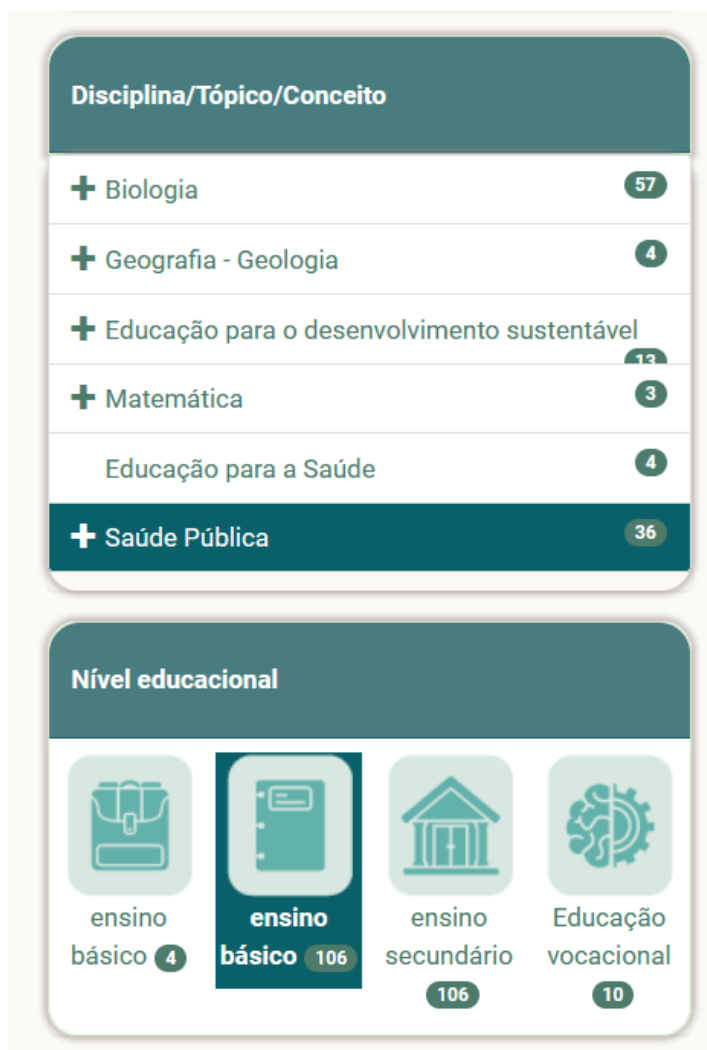 Disciplina/Tópico/Conceito
Biologia 57
Geografia - Geologia 4
Educação para o desenvolvimento sustentável
13
Matemática 3
Educação para a Saúde 4
Saúde Pública 36
Nível educacional
ensino
básico 4
ensino
básico 106
ensino
secundário
106
Educação
vocacional
10